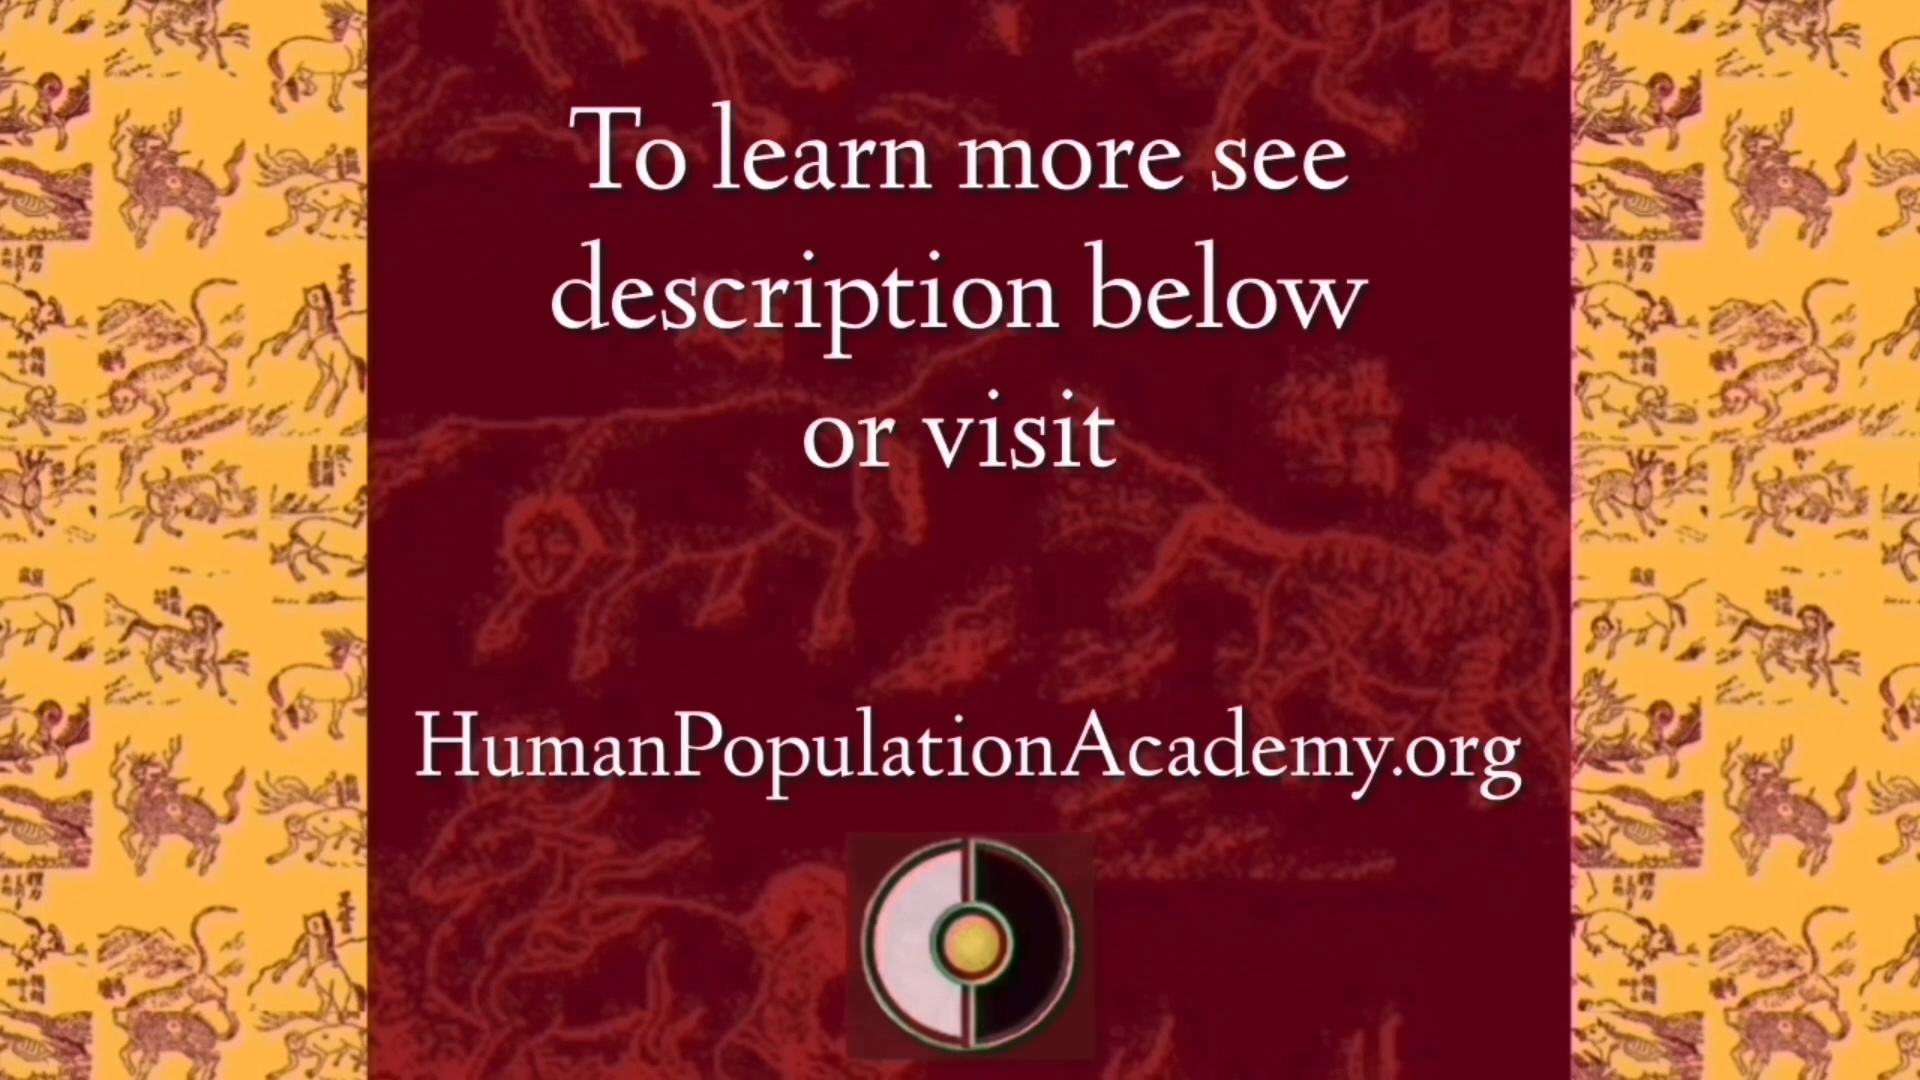 To learn more see
description below
or visit
HumanPopulationAcademy.org